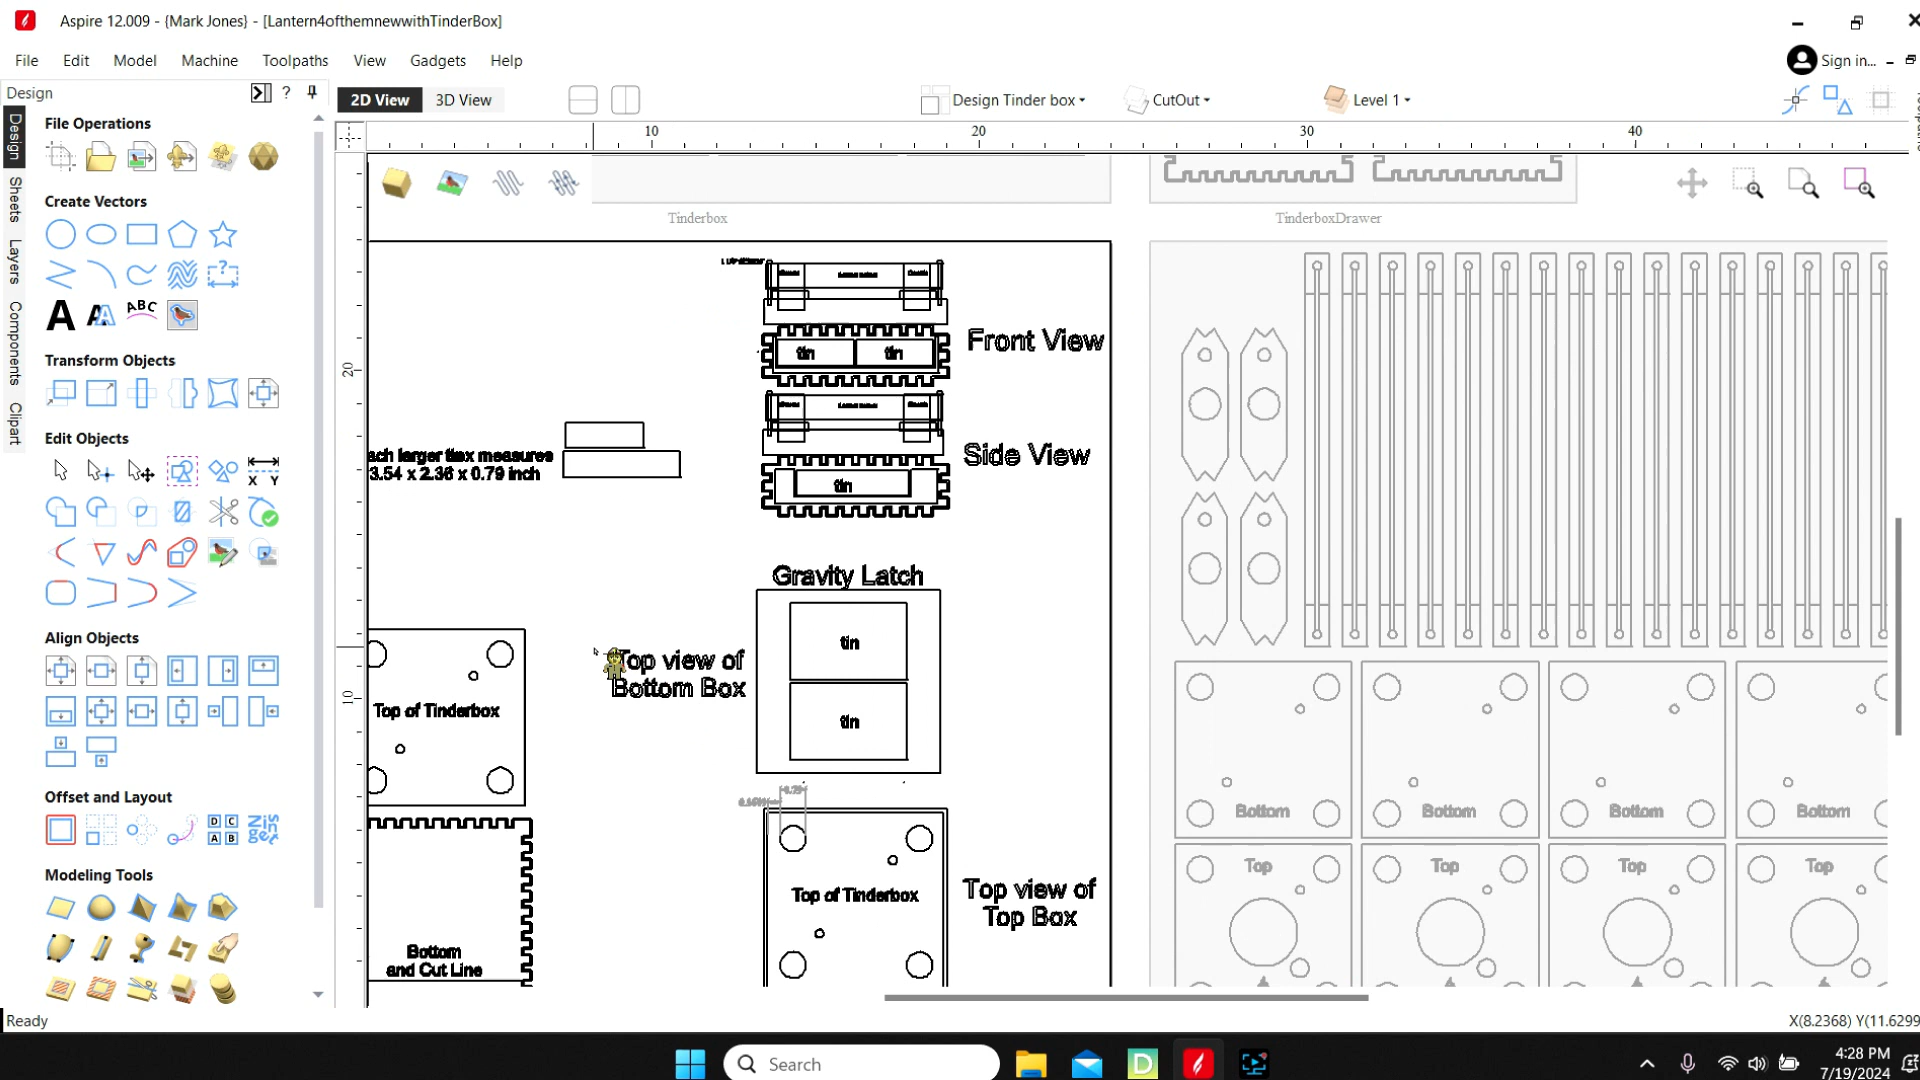 Aspire 12.009 - {Mark Jones} - [Lantern4ofthemnewwithTinderBox]
File Edit Model Machine Toolpaths View Gadgets Help
Sign in...
Design
?
2D View 3D View
Design Tinder box
CutOut
Level 1
Design
Sheets
Layers
Components
Clipart
File Operations
Create Vectors
Transform Objects
Edit Objects
X Y
Align Objects
Offset and Layout
Modeling Tools
10 20 30 40
20
10
Tinderbox
TinderboxDrawer
tin tin
Front View
Side View
tin
ach larger tinx measures
3.54 x 2.36 x 0.79 inch
Gravity Latch
tin
tin
Top view of
Bottom Box
Top of Tinderbox
Bottom
and Cut Line
Top of Tinderbox
Top view of
Top Box
Bottom Bottom Bottom Bottom
Top Top Top Top
Ready
X(8.2368) Y(11.6299
Search
4:28 PM
7/19/2024